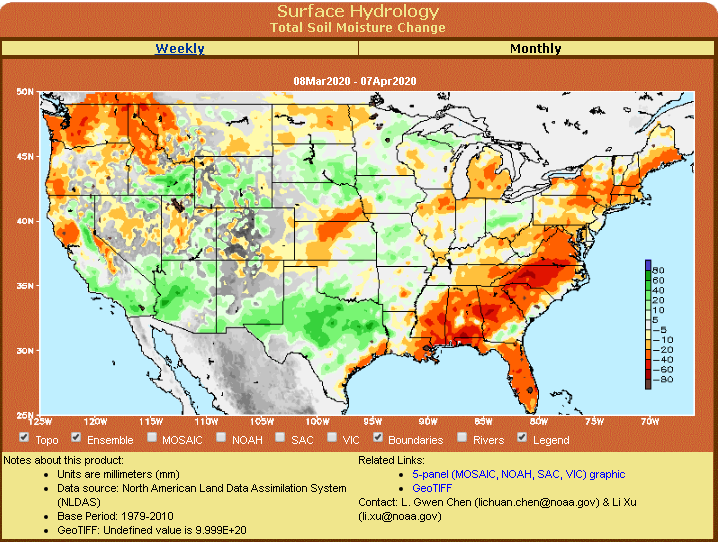 Surface Hydrology
Total Soil Moisture Change
Weekly Monthly
08Mar2020 - 07Apr2020
50N
45N
40N
35N
30N
25N
80
60
40
20
10
5
-5
-10
-20
-40
-60
-80
125W 120W 115W 110W 105W 100W 95W 90W 85W 80W 75W 70W
Topo Ensemble MOSAIC NOAH SAC VIC Boundaries Rivers Legend
Notes about this product:
• Units are millimeters (mm)
• Data source: North American Land Data Assimilation System
(NLDAS)
• Base Period: 1979-2010
• GeoTIFF: Undefined value is 9.999E+20
Related Links:
• 5-panel (MOSAIC, NOAH, SAC, VIC) graphic
• GeoTIFF
Contact: L. Gwen Chen (lichuan.chen@noaa.gov) & Li Xu
(li.xu@noaa.gov)